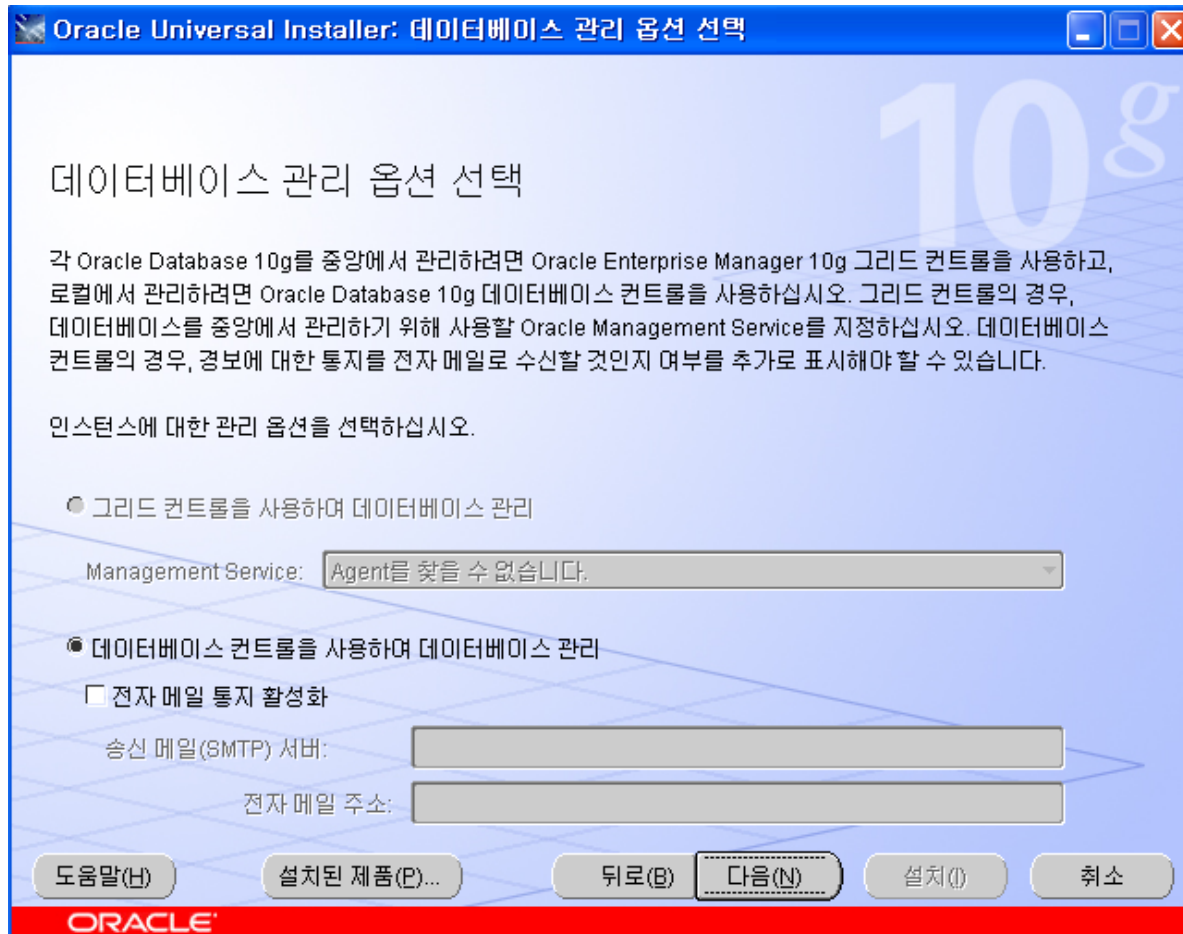 Oracle Universal Installer: 데이터베이스 관리 옵션 선택
10g
데이터베이스 관리 옵션 선택
각 Oracle Database 10g를 중앙에서 관리하려면 Oracle Enterprise Manager 10g 그리드 컨트롤을 사용하고,
로컬에서 관리하려면 Oracle Database 10g 데이터베이스 컨트롤을 사용하십시오. 그리드 컨트롤의 경우,
데이터베이스를 중앙에서 관리하기 위해 사용할 Oracle Management Service를 지정하십시오. 데이터베이스
컨트롤의 경우, 경보에 대한 통지를 전자 메일로 수신할 것인지 여부를 추가로 표시해야 할 수 있습니다.
인스턴스에 대한 관리 옵션을 선택하십시오.
그리드 컨트롤을 사용하여 데이터베이스 관리
Management Service: Agent를 찾을 수 없습니다.
데이터베이스 컨트롤을 사용하여 데이터베이스 관리
전자 메일 통지 활성화
송신 메일(SMTP) 서버:
전자 메일 주소:
도움말(H) 설치된 제품(P)... 뒤로(B) 다음(N) 설치(I) 취소
ORACLE